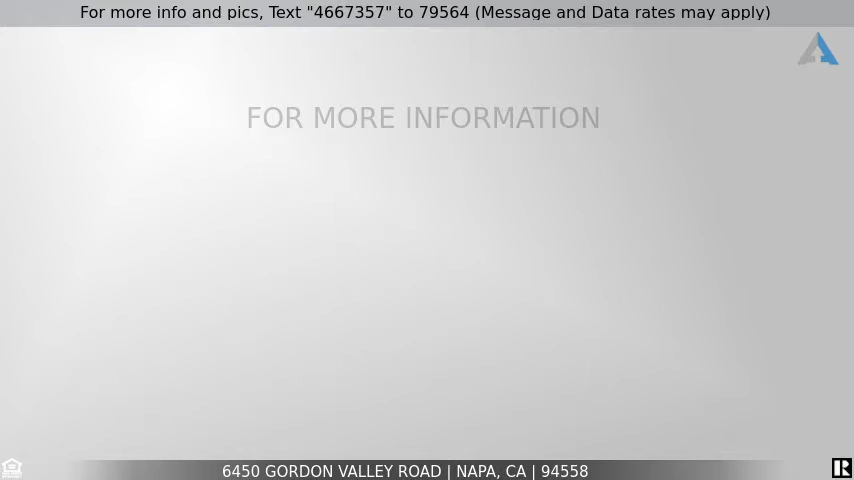 For more info and pics, Text "4667357" to 79564 (Message and Data rates may apply)
FOR MORE INFORMATION
6450 GORDON VALLEY ROAD | NAPA, CA | 94558